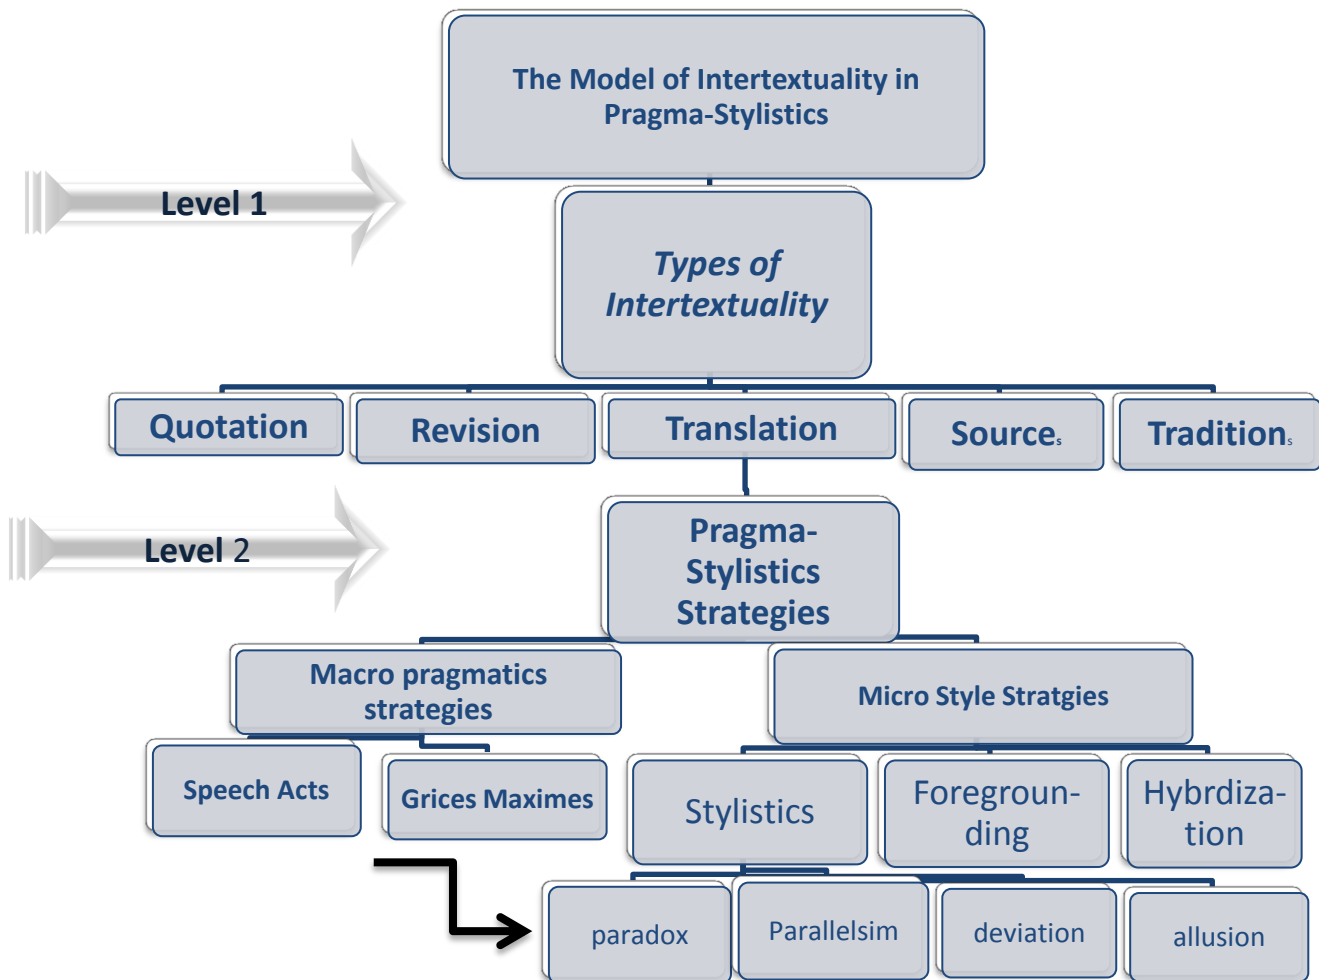 The Model of Intertextuality in
Pragma-Stylistics
Level 1
Types of
Intertextuality
Quotation
Revision
Translation
Sources
Traditions
Level 2
Pragma-
Stylistics
Strategies
Macro pragmatics
strategies
Micro Style Stratgies
Speech Acts
Grices Maximes
Stylistics
Foregroun-
ding
Hybrdiza-
tion
paradox
Parallelsim
deviation
allusion